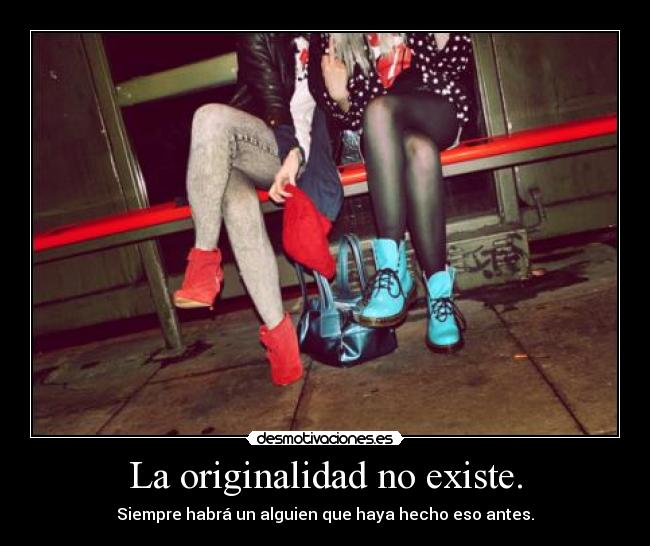 desmotivaciones.es
La originalidad no existe.
Siempre habrá un alguien que haya hecho eso antes.